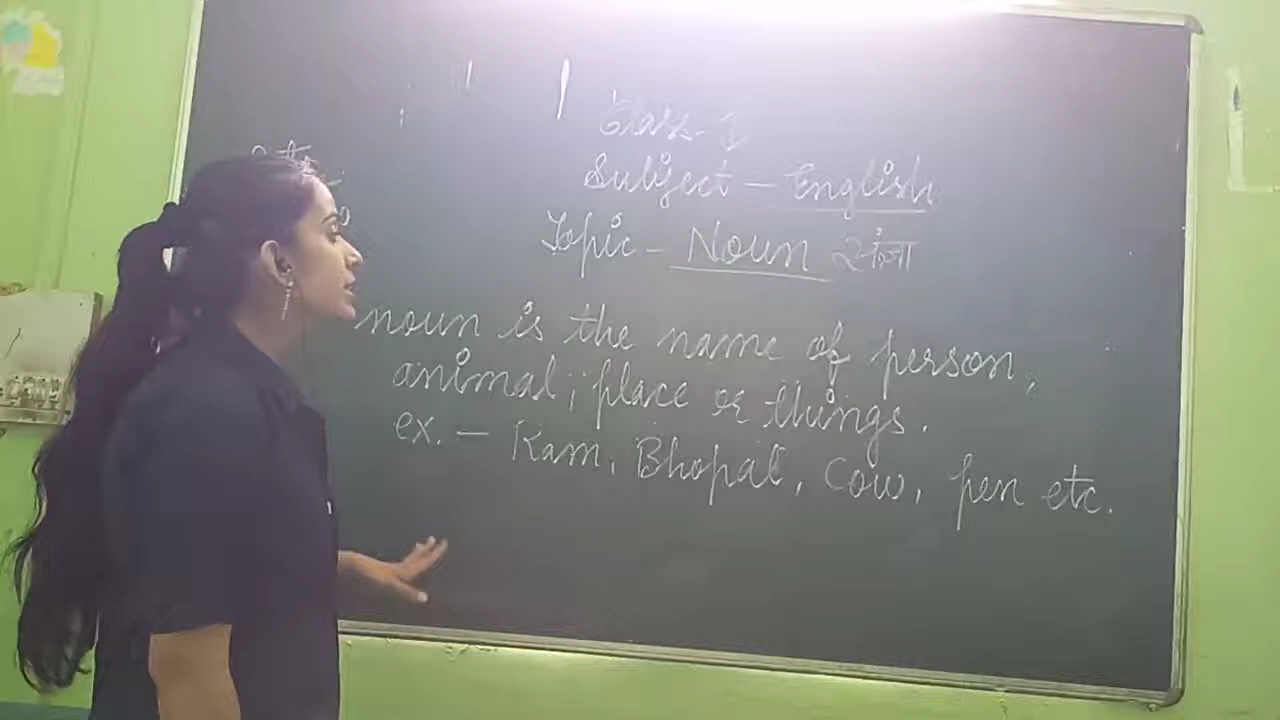 Class - I
Subject - English
Topic - Noun संज्ञा
noun is the name of person,
animal, place or things.
ex. - Ram, Bhopal, Cow, pen etc.